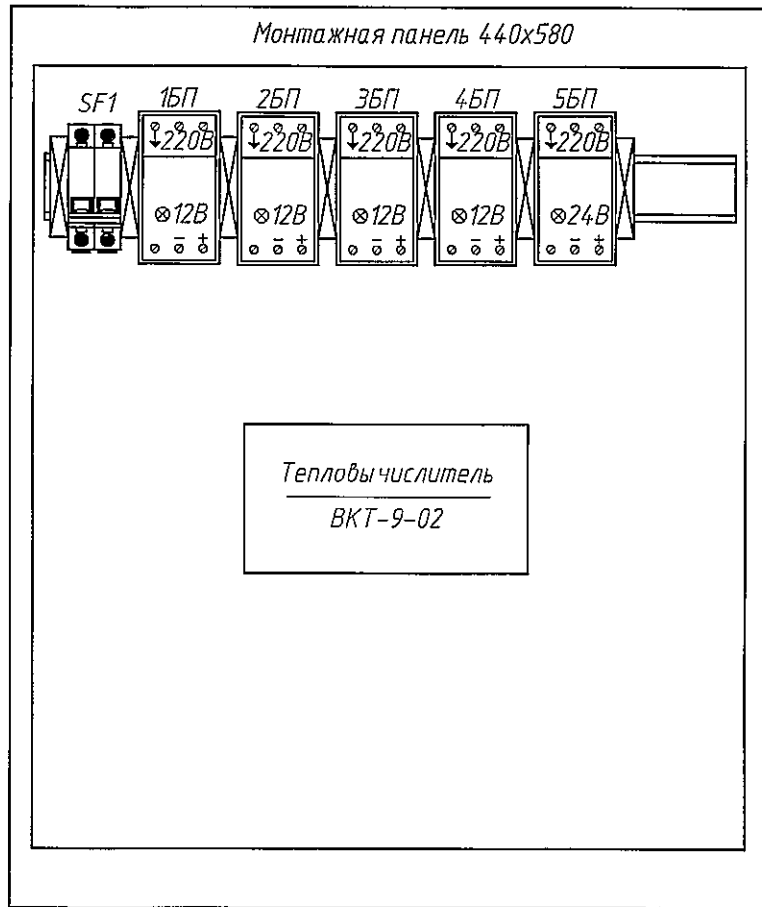 Монтажная панель 440х580
SF1 1БП 2БП 3БП 4БП 5БП
220В 220В 220В 220В 220В
12В 12В 12В 12В 24В
– + – + – + – + – +
Тепловычислитель
ВКТ-9-02